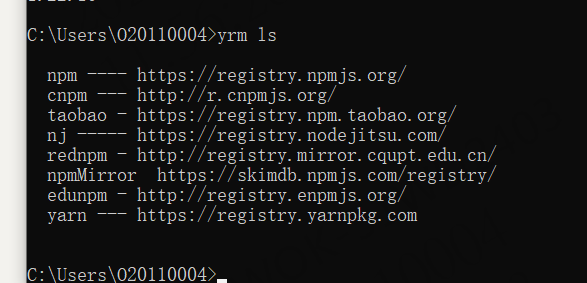 C:\Users\O20110004>yrm ls
npm ---- https://registry.npmjs.org/
cnpm --- http://r.cnpmjs.org/
taobao - https://registry.npm.taobao.org/
nj ----- https://registry.nodejitsu.com/
rednpm - http://registry.mirror.cqupt.edu.cn/
npmMirror  https://skimdb.npmjs.com/registry/
edunpm - http://registry.enpmjs.org/
yarn --- https://registry.yarnpkg.com
C:\Users\O20110004>